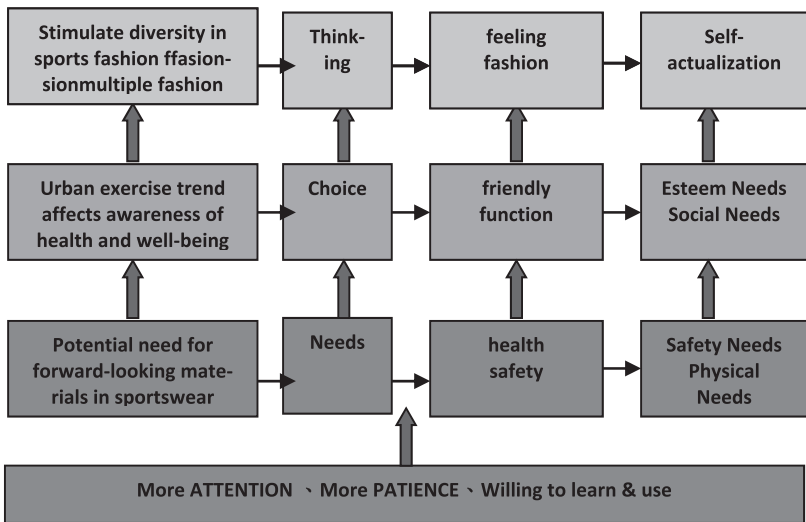 Stimulate diversity in
sports fashion ffasion-
sionmultiple fashion
Think-
ing
feeling
fashion
Self-
actualization
Urban exercise trend
affects awareness of
health and well-being
Choice
friendly
function
Esteem Needs
Social Needs
Potential need for
forward-looking mate-
rials in sportswear
Needs
health
safety
Safety Needs
Physical
Needs
More ATTENTION 、More PATIENCE、Willing to learn & use